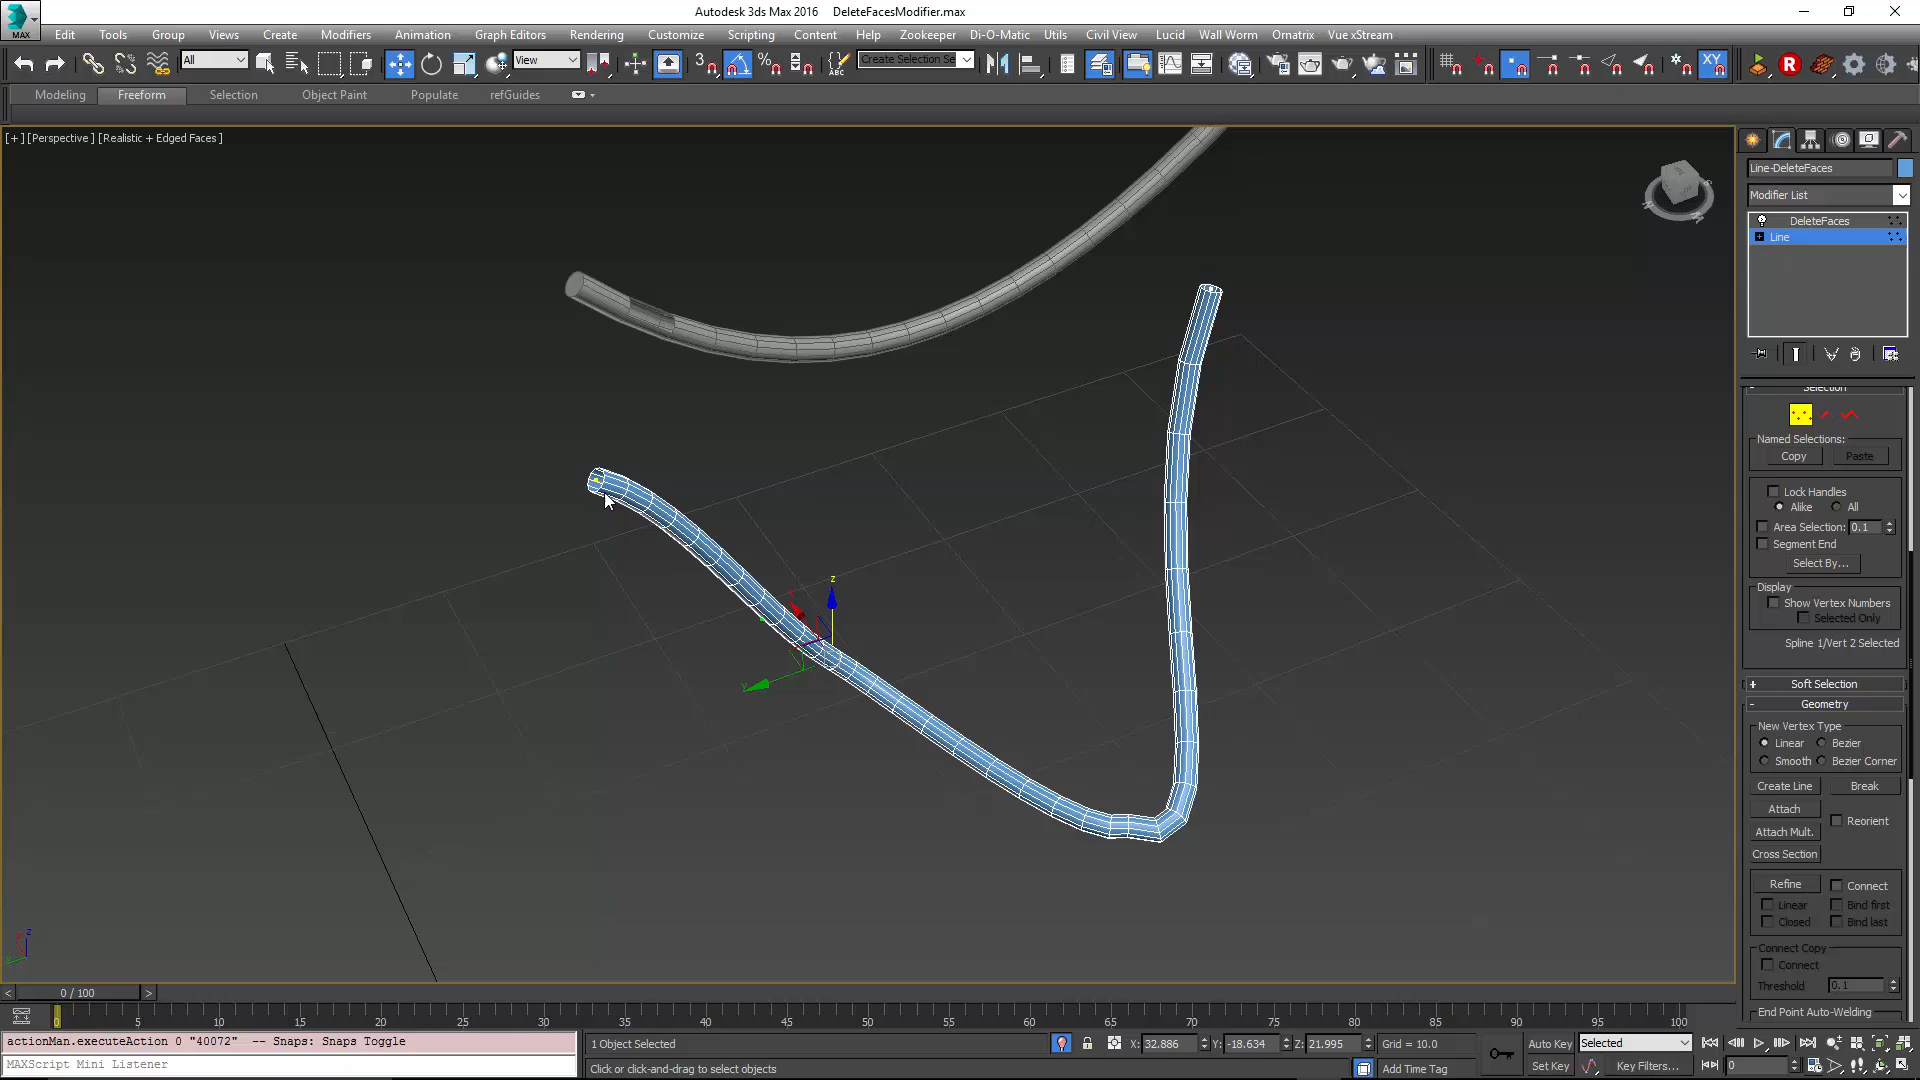 Autodesk 3ds Max 2016 DeleteFacesModifier.max
MAX
Edit Tools Group Views Create Modifiers Animation Graph Editors Rendering Customize Scripting Content Help Zookeeper Di-O-Matic Utils Civil View Lucid Wall Worm Ornatrix Vue xStream
All View 3 ABC Create Selection Se XY
Modeling Freeform Selection Object Paint Populate refGuides
[+] [Perspective] [Realistic + Edged Faces]
Line-DeleteFaces
Modifier List
DeleteFaces
Line
Selection
Named Selections:
Copy Paste
Lock Handles
Alike All
Area Selection: 0.1
Segment End
Select By...
Display
Show Vertex Numbers
Selected Only
Spline 1/Vert 2 Selected
+ Soft Selection
- Geometry
New Vertex Type
Linear Bezier
Smooth Bezier Corner
Create Line Break
Attach
Reorient
Attach Mult.
Cross Section
Refine Connect
Linear Bind first
Closed Bind last
Connect Copy
Connect
Threshold 0.1
End Point Auto-Welding
z
y
z
< 0 / 100 >
0 5 10 15 20 25 30 35 40 45 50 55 60 65 70 75 80 85 90 95 100
actionMan.executeAction 0 "40072" -- Snaps: Snaps Toggle
MAXScript Mini Listener
1 Object Selected
Click or click-and-drag to select objects
X: 32.886 Y: -18.634 Z: 21.995 Grid = 10.0
Add Time Tag
Auto Key Selected
Set Key Key Filters...
0